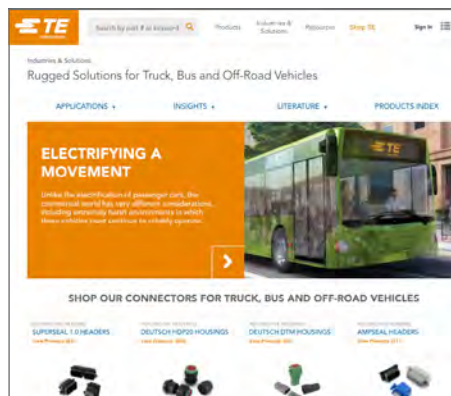 TE
Search by part # or keyword
Products
Industries &
Solutions
Resources
Shop TE
Sign In
Industries & Solutions
Rugged Solutions for Truck, Bus and Off-Road Vehicles
APPLICATIONS
INSIGHTS
LITERATURE
PRODUCTS INDEX
ELECTRIFYING A
MOVEMENT
Unlike the electrification of passenger cars, the
commercial world has very different considerations,
including extremely harsh environments in which
these vehicles must continue to reliably operate.
TE
SHOP OUR CONNECTORS FOR TRUCK, BUS AND OFF-ROAD VEHICLES
SUPERSEAL 1.0 HEADERS
DEUTSCH HDP20 HOUSINGS
DEUTSCH DTM HOUSINGS
AMPSEAL HEADERS